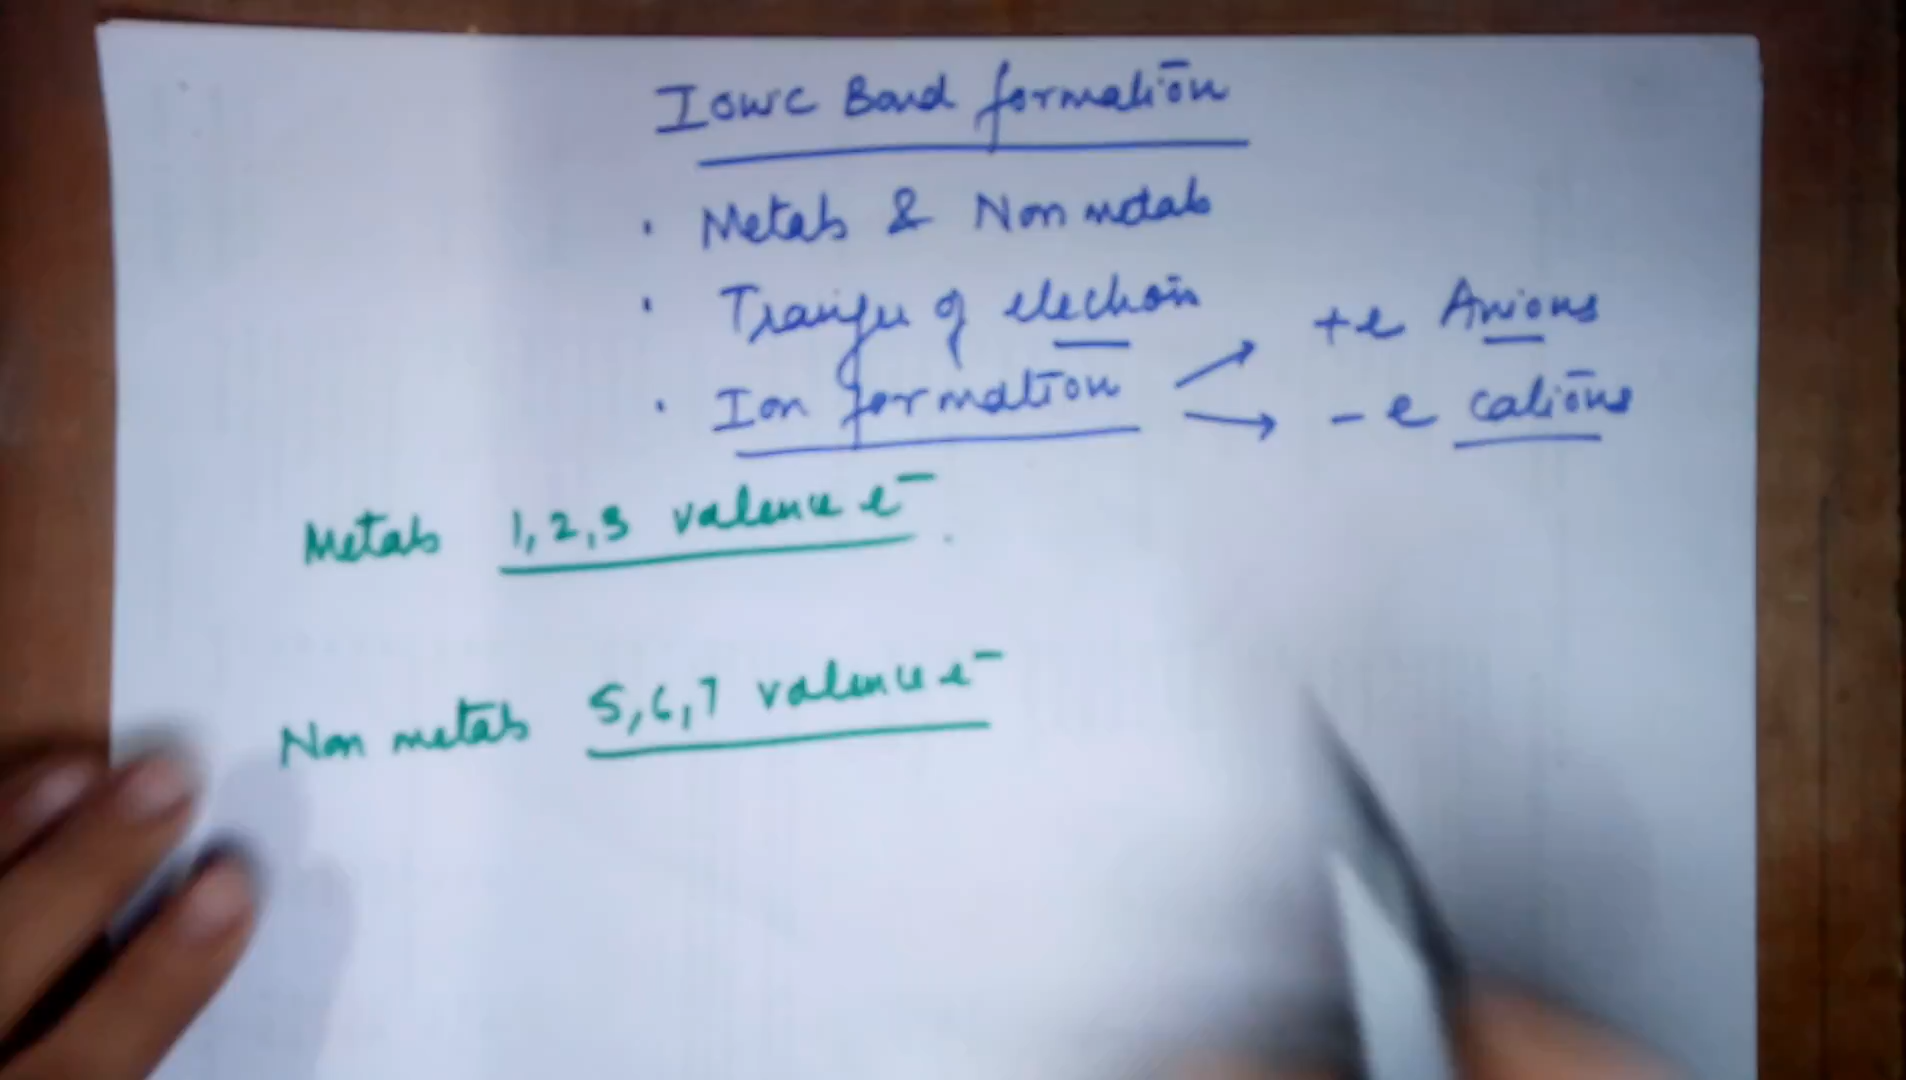 Ionic Bond formation
• Metals & Non metals
• Transfer of electron
• Ion formation → +e Anions
→ -e cations
Metals 1,2,3 valence e⁻
Non metals 5,6,7 valence e⁻